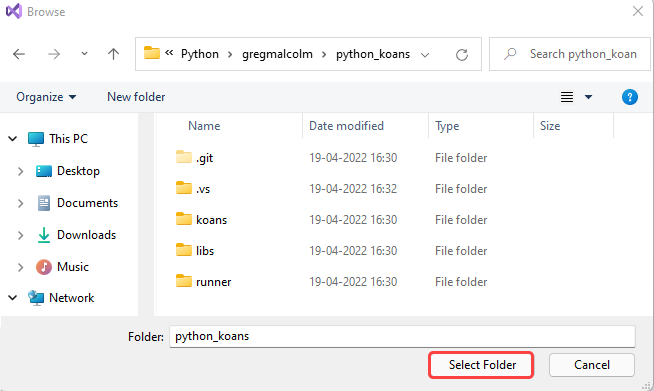 Browse
« Python > gregmalcolm > python_koans
Search python_koan
Organize New folder
Name Date modified Type Size
This PC
Desktop
Documents
Downloads
Music
Network
.git 19-04-2022 16:30 File folder
.vs 19-04-2022 16:32 File folder
koans 19-04-2022 16:30 File folder
libs 19-04-2022 16:30 File folder
runner 19-04-2022 16:30 File folder
Folder: python_koans
Select Folder Cancel